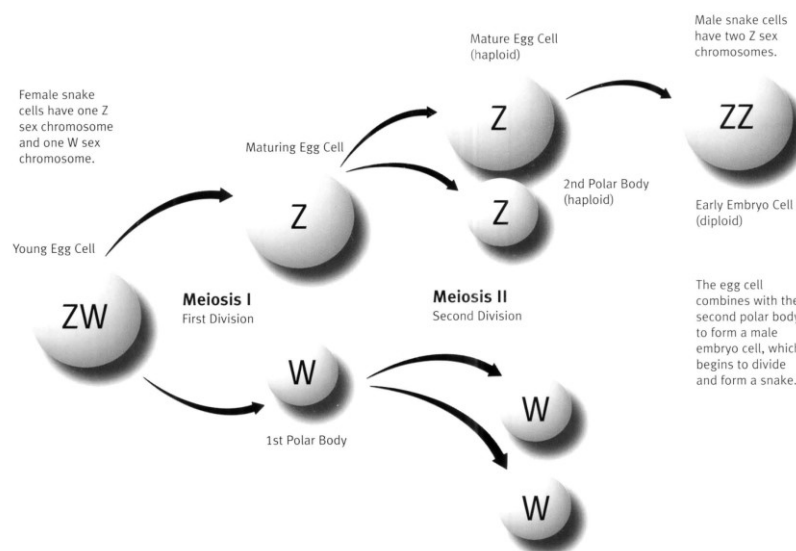 Female snake
cells have one Z
sex chromosome
and one W sex
chromosome.
Young Egg Cell
ZW
Meiosis I
First Division
Maturing Egg Cell
Z
W
1st Polar Body
Mature Egg Cell
(haploid)
Z
Z
2nd Polar Body
(haploid)
Meiosis II
Second Division
W
W
Male snake cells
have two Z sex
chromosomes.
ZZ
Early Embryo Cell
(diploid)
The egg cell
combines with the
second polar body
to form a male
embryo cell, which
begins to divide
and form a snake.